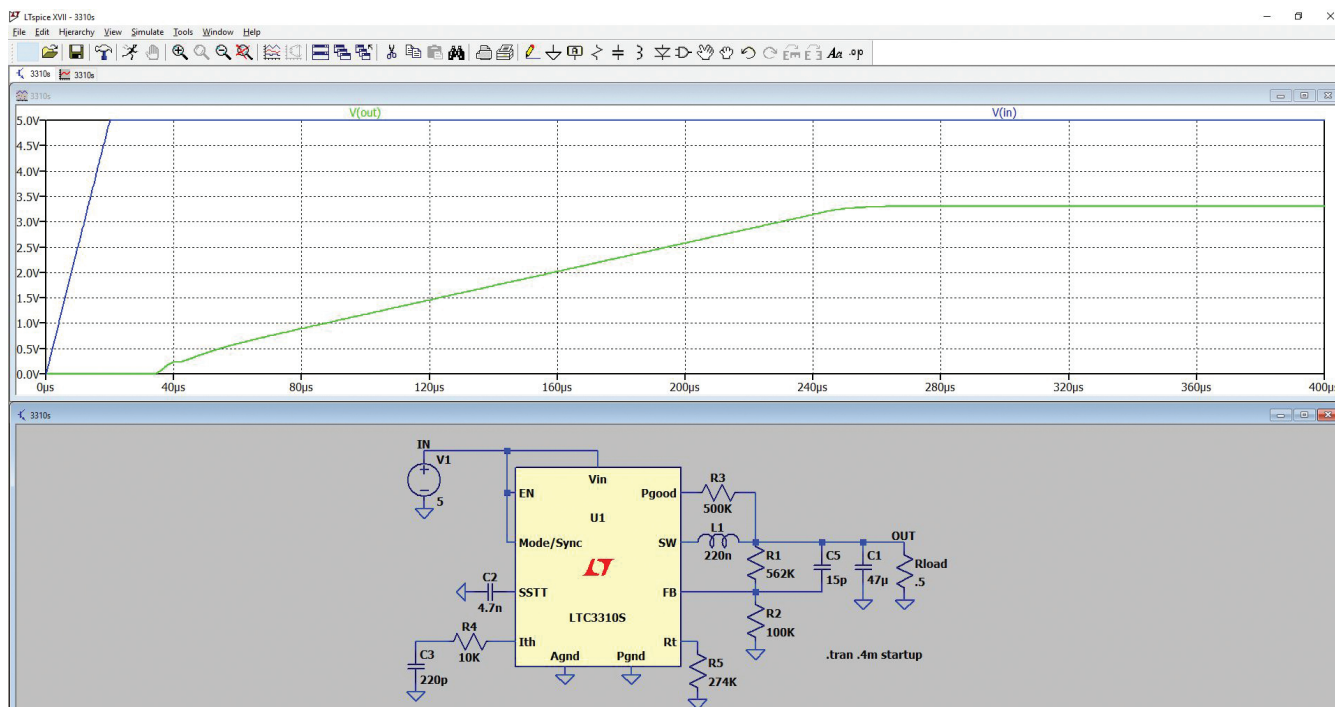 LTspice XVII - 3310s
File Edit Hierarchy View Simulate Tools Window Help
Aa .op
3310s 3310s
3310s
V(out) V(in)
5.0V
4.5V
4.0V
3.5V
3.0V
2.5V
2.0V
1.5V
1.0V
0.5V
0.0V
0µs 40µs 80µs 120µs 160µs 200µs 240µs 280µs 320µs 360µs 400µs
3310s
IN
V1
5
Vin
EN
Mode/Sync
SSTT
Ith
Agnd
Pgnd
Pgood
SW
FB
Rt
U1
LTC3310S
C2
4.7n
R4
10K
C3
220p
R3
500K
L1
220n
R1
562K
R2
100K
C5
15p
C1
47µ
OUT
Rload
.5
R5
274K
.tran .4m startup